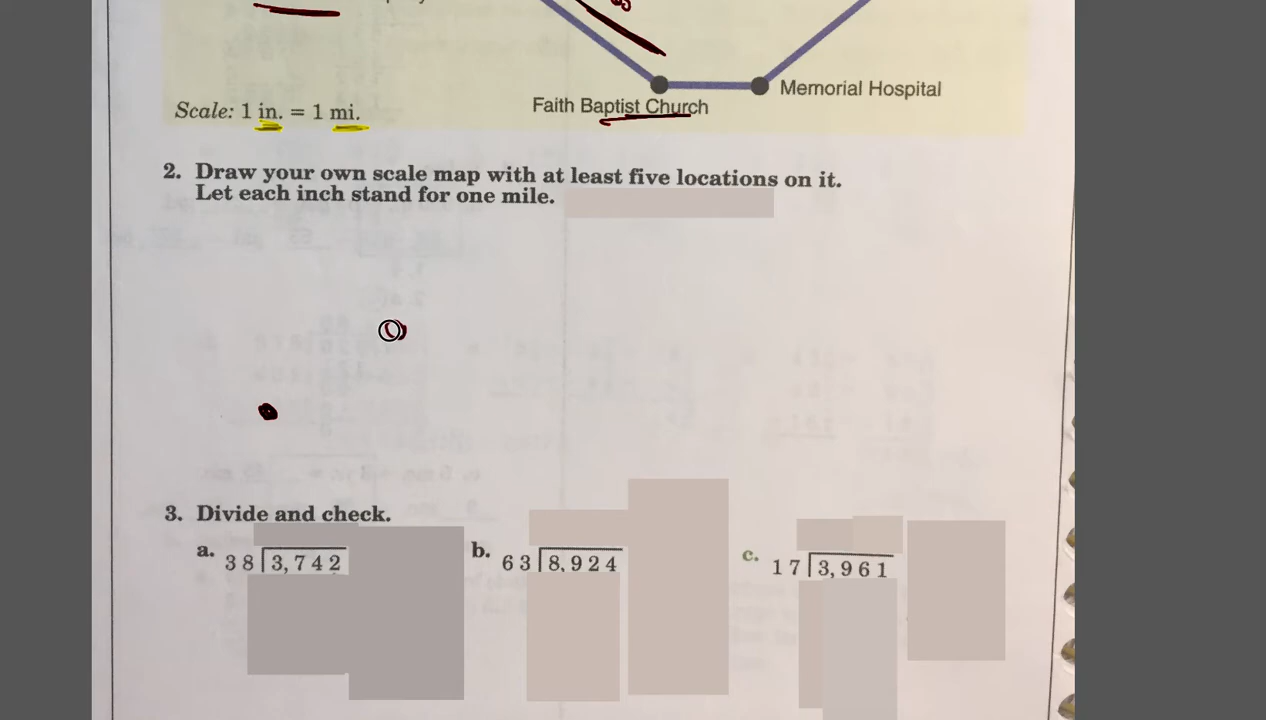 Memorial Hospital
Faith Baptist Church
Scale: 1 in. = 1 mi.
2. Draw your own scale map with at least five locations on it.
Let each inch stand for one mile.
3. Divide and check.
a. 38 3,742 b. 63 8,924 c. 17 3,961